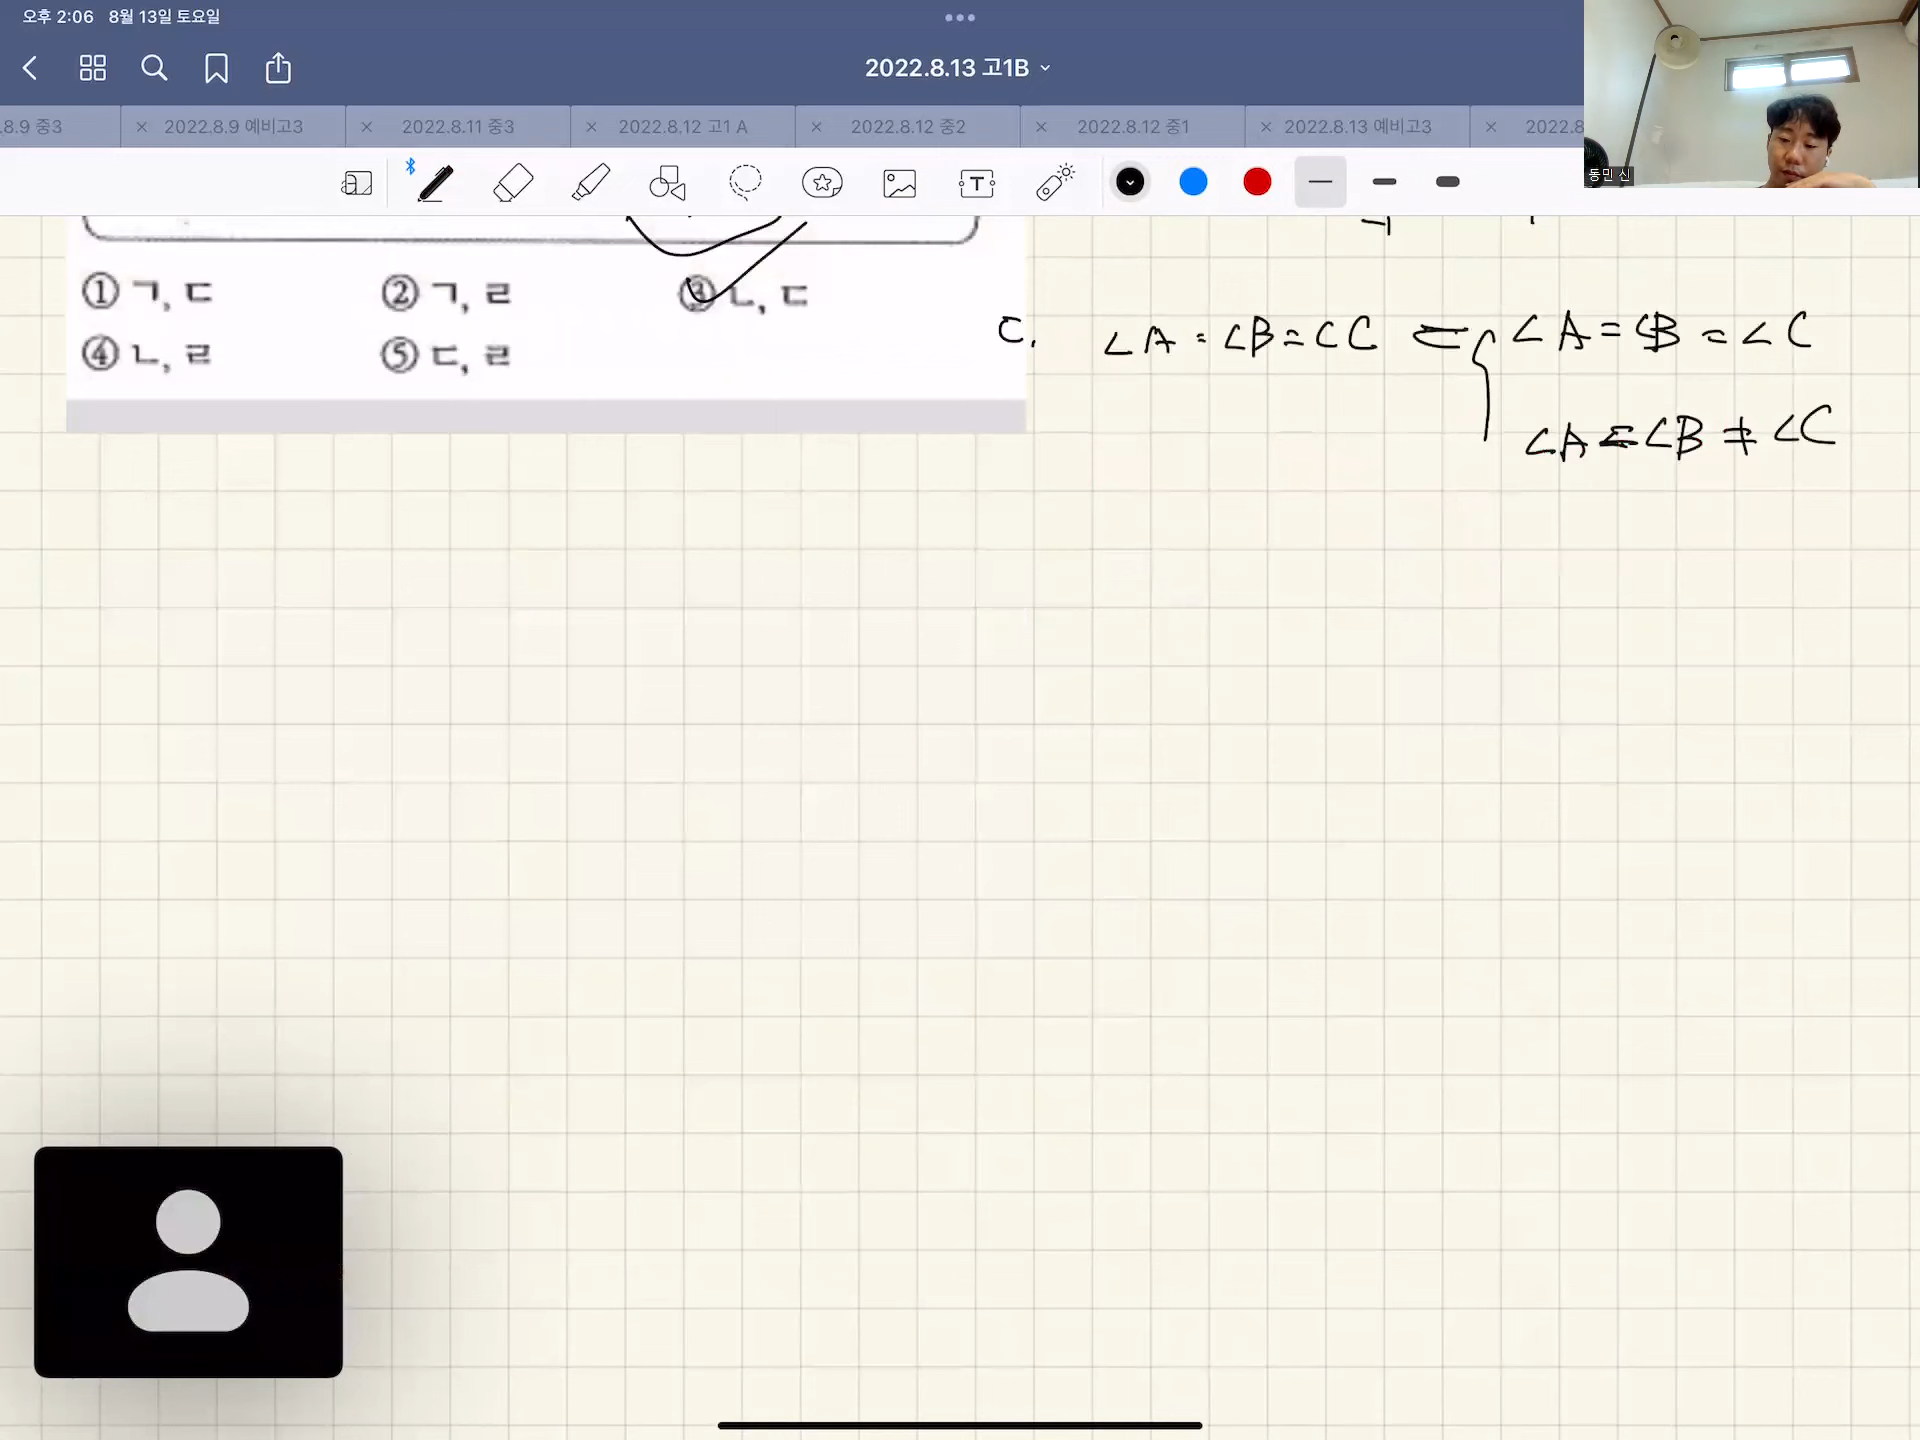 오후 2:06 8월 13일 토요일
2022.8.13 고1B
.8.9 중3
2022.8.9 예비고3
2022.8.11 중3
2022.8.12 고1 A
2022.8.12 중2
2022.8.12 중1
2022.8.13 예비고3
2022.8
동민 신
① ㄱ, ㄷ ② ㄱ, ㄹ ③ ㄴ, ㄷ
④ ㄴ, ㄹ ⑤ ㄷ, ㄹ
ㄷ. ∠A = ∠B = ∠C ⇐ { ∠A = ∠B = ∠C
∠A = ∠B ≠ ∠C